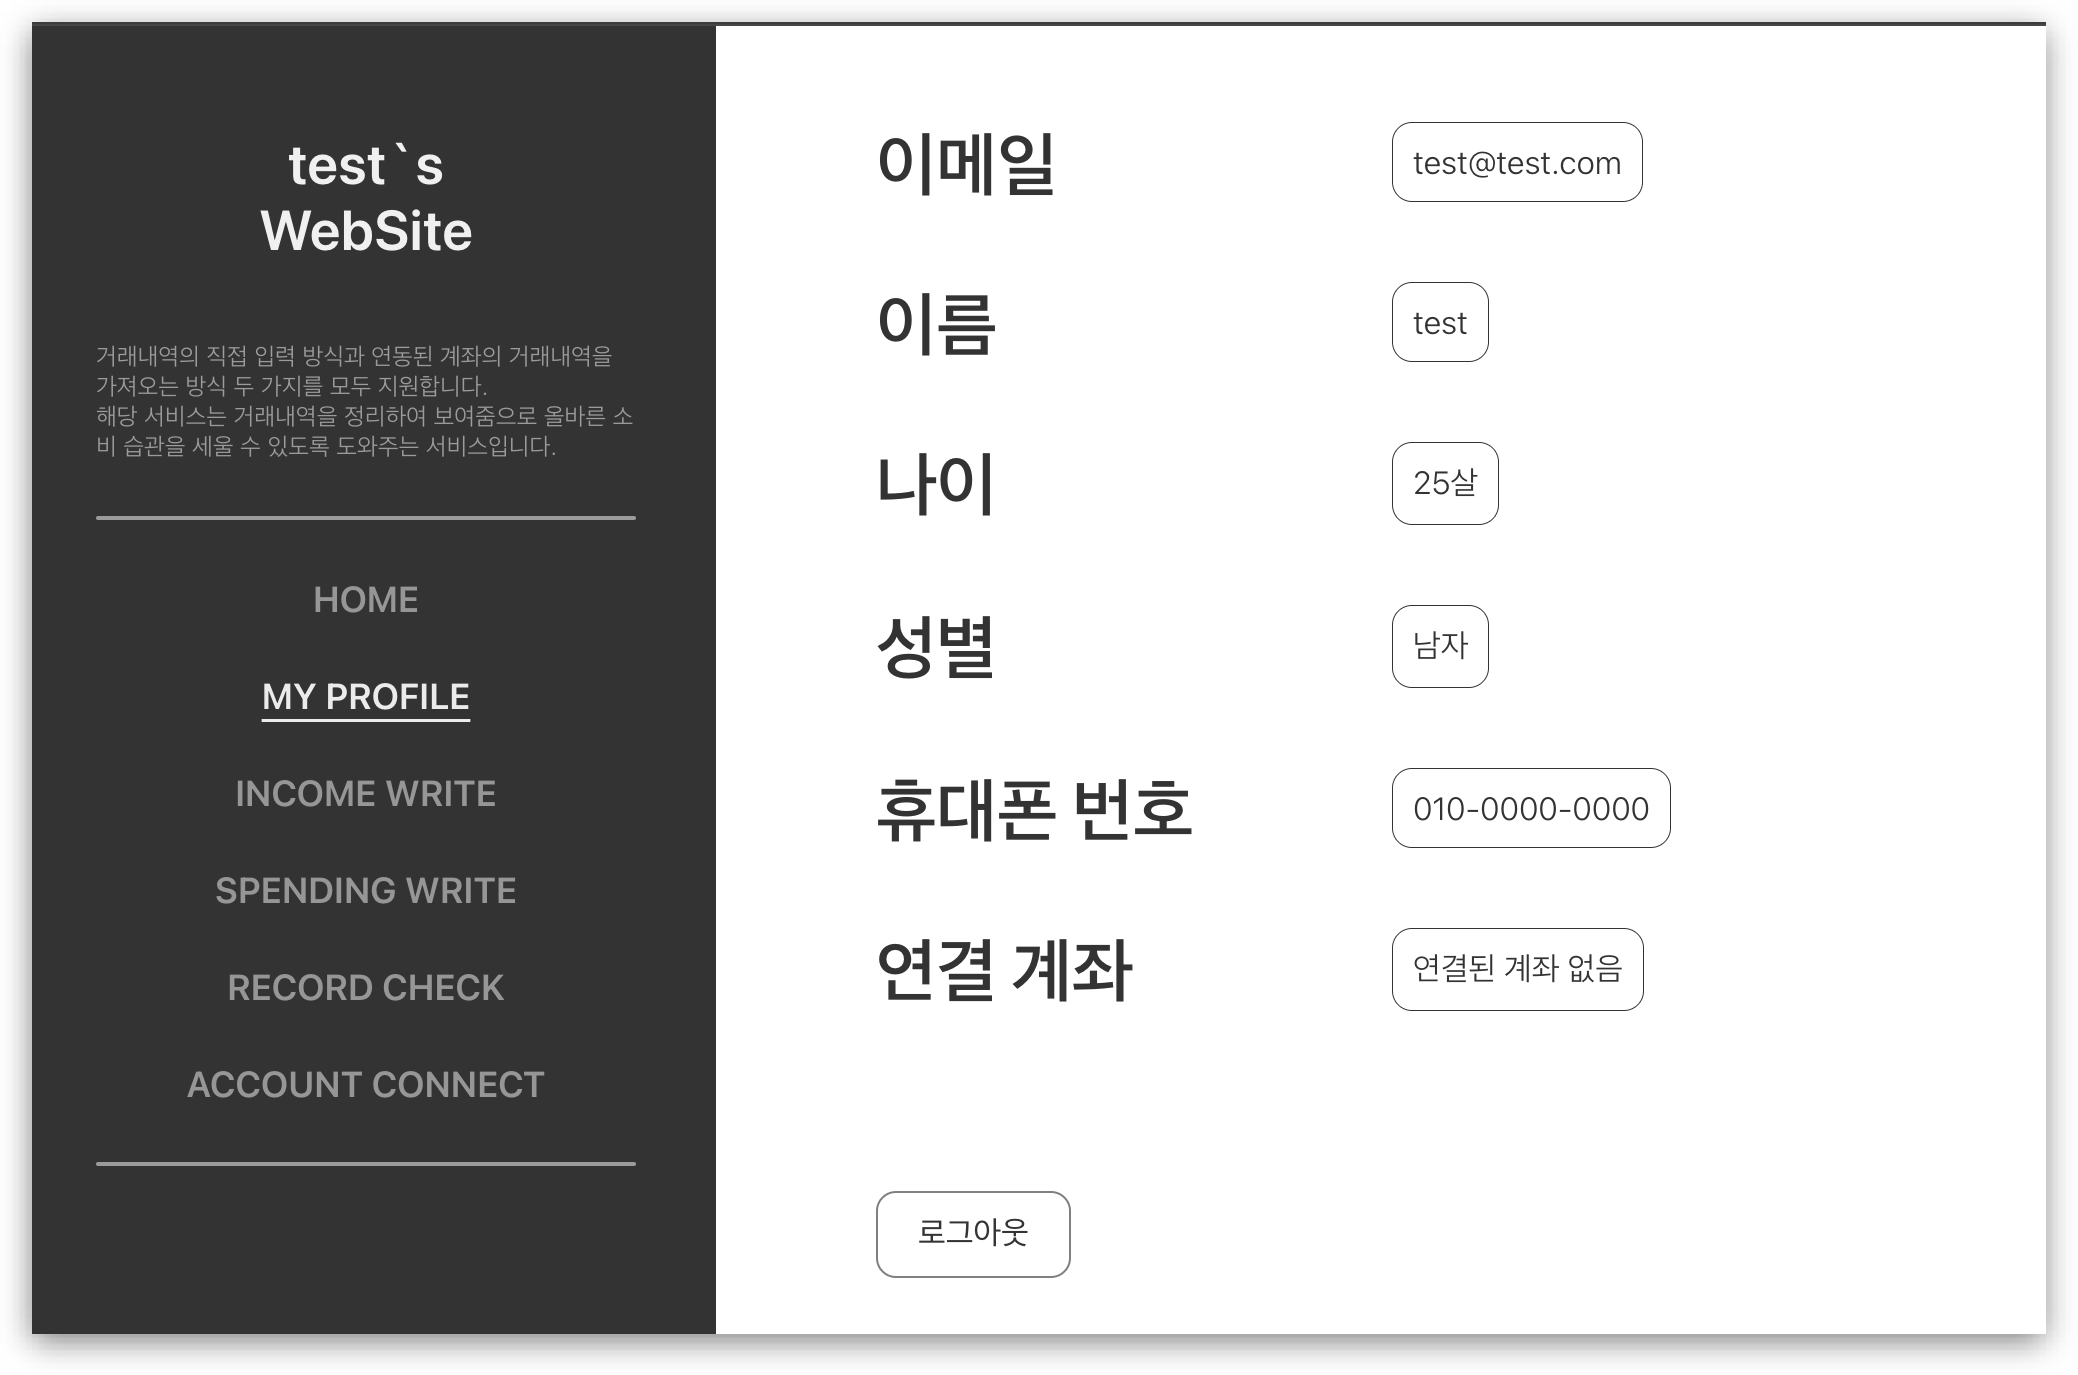 test`s
WebSite
거래내역의 직접 입력 방식과 연동된 계좌의 거래내역을
가져오는 방식 두 가지를 모두 지원합니다.
해당 서비스는 거래내역을 정리하여 보여줌으로 올바른 소
비 습관을 세울 수 있도록 도와주는 서비스입니다.
HOME
MY PROFILE
INCOME WRITE
SPENDING WRITE
RECORD CHECK
ACCOUNT CONNECT
이메일 test@test.com
이름 test
나이 25살
성별 남자
휴대폰 번호 010-0000-0000
연결 계좌 연결된 계좌 없음
로그아웃